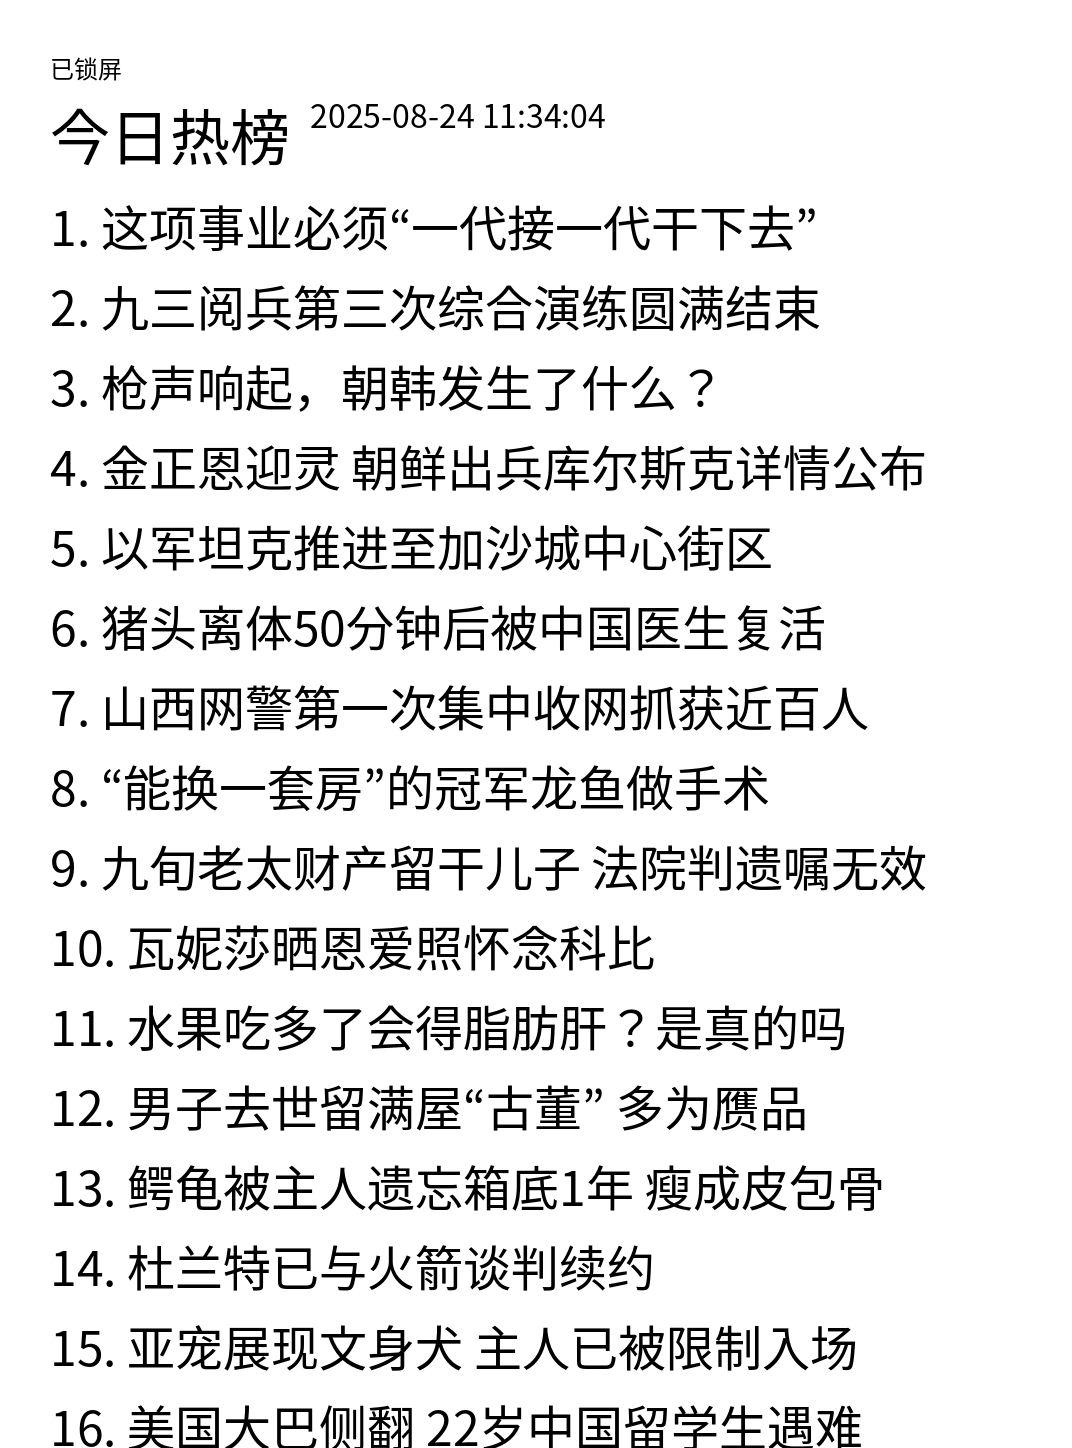 已锁屏
今日热榜 2025-08-24 11:34:04
1. 这项事业必须“一代接一代干下去”
2. 九三阅兵第三次综合演练圆满结束
3. 枪声响起，朝韩发生了什么？
4. 金正恩迎灵 朝鲜出兵库尔斯克详情公布
5. 以军坦克推进至加沙城中心街区
6. 猪头离体50分钟后被中国医生复活
7. 山西网警第一次集中收网抓获近百人
8. “能换一套房”的冠军龙鱼做手术
9. 九旬老太财产留干儿子 法院判遗嘱无效
10. 瓦妮莎晒恩爱照怀念科比
11. 水果吃多了会得脂肪肝？是真的吗
12. 男子去世留满屋“古董” 多为赝品
13. 鳄龟被主人遗忘箱底1年 瘦成皮包骨
14. 杜兰特已与火箭谈判续约
15. 亚宠展现文身犬 主人已被限制入场
16. 美国大巴侧翻 22岁中国留学生遇难